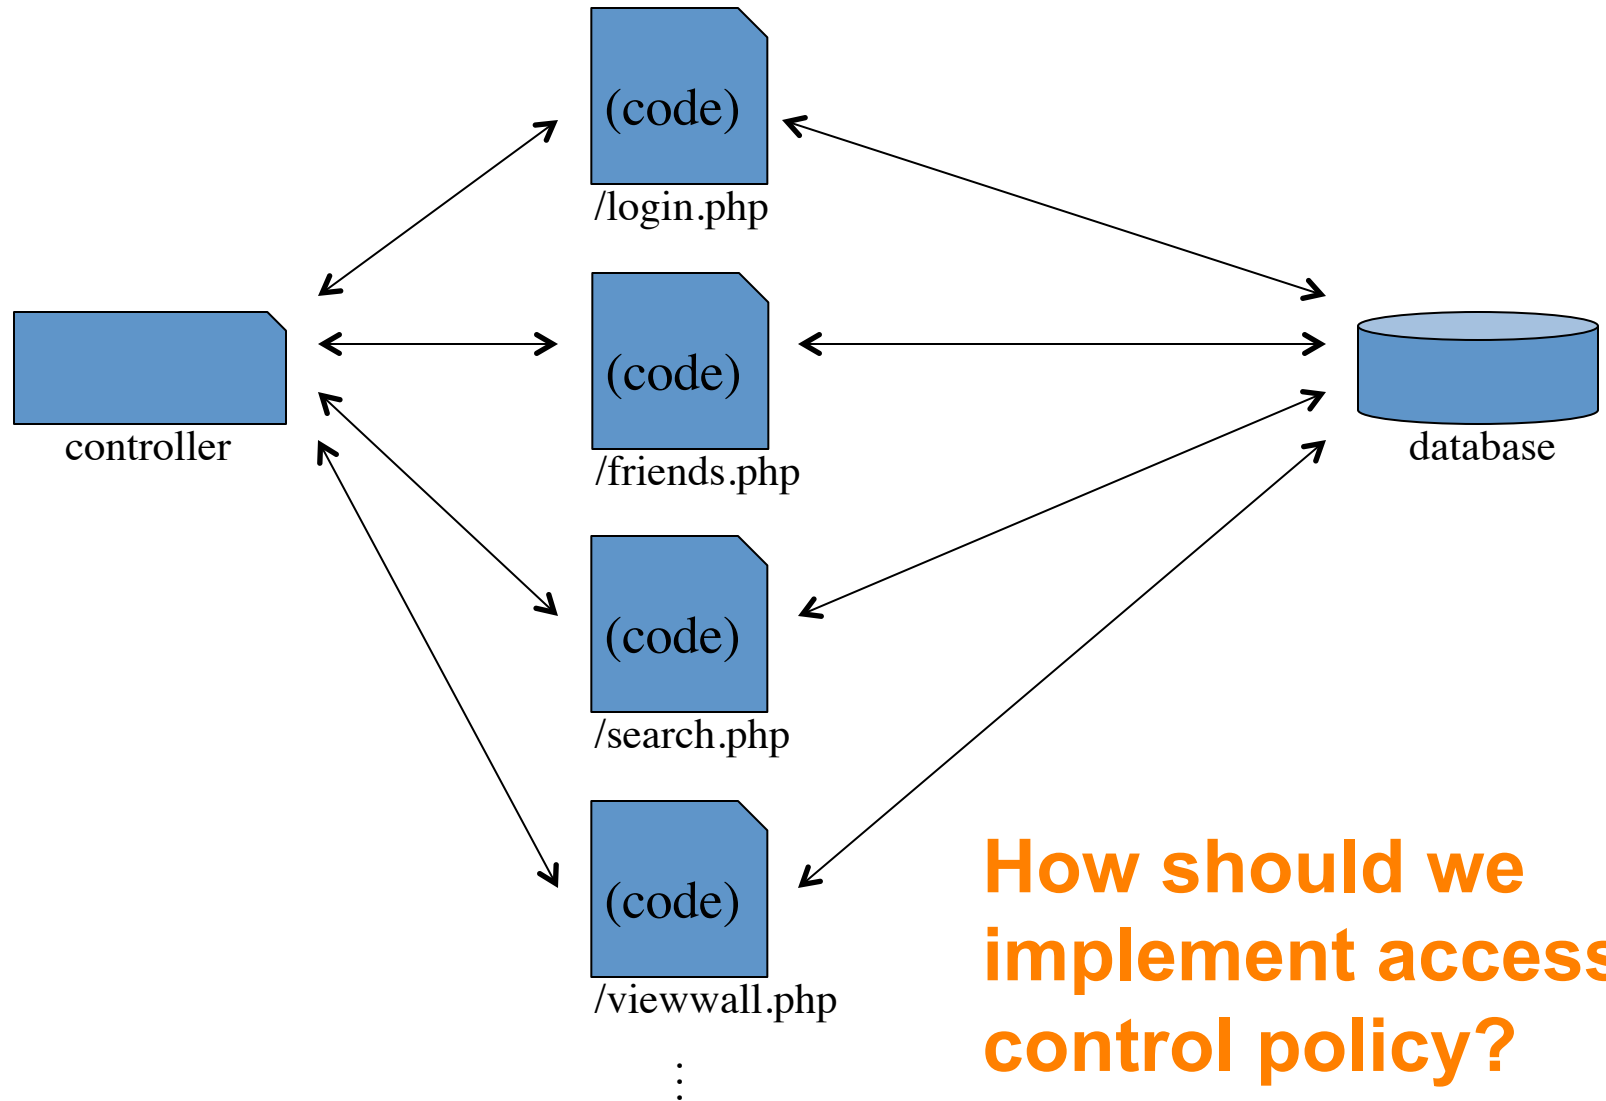 (code)
/login.php
controller
(code)
/friends.php
database
(code)
/search.php
(code)
/viewwall.php
⋮
How should we
implement access
control policy?